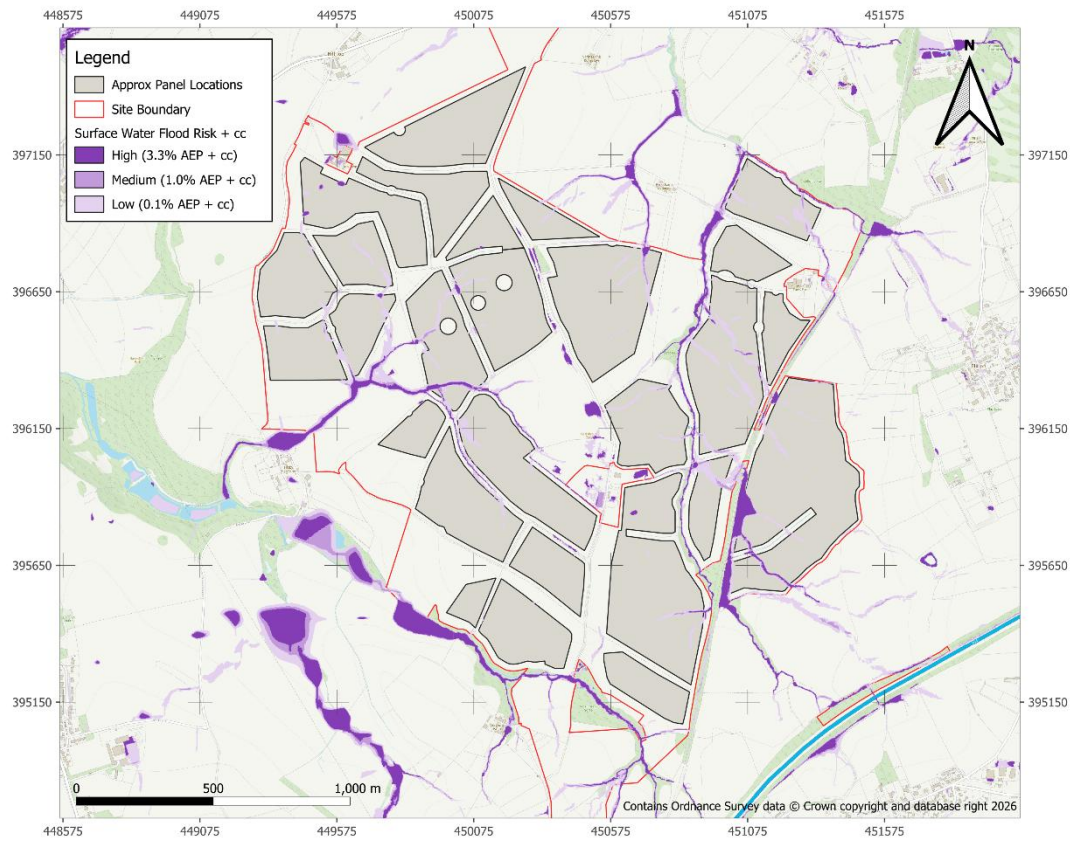 448575 449075 449575 450075 450575 451075 451575
Legend
Approx Panel Locations
Site Boundary
Surface Water Flood Risk + cc
High (3.3% AEP + cc)
Medium (1.0% AEP + cc)
Low (0.1% AEP + cc)
N
397150 397150
396650 396650
396150 396150
395650 395650
395150 395150
0 500 1,000 m
Contains Ordnance Survey data © Crown copyright and database right 2026
448575 449075 449575 450075 450575 451075 451575